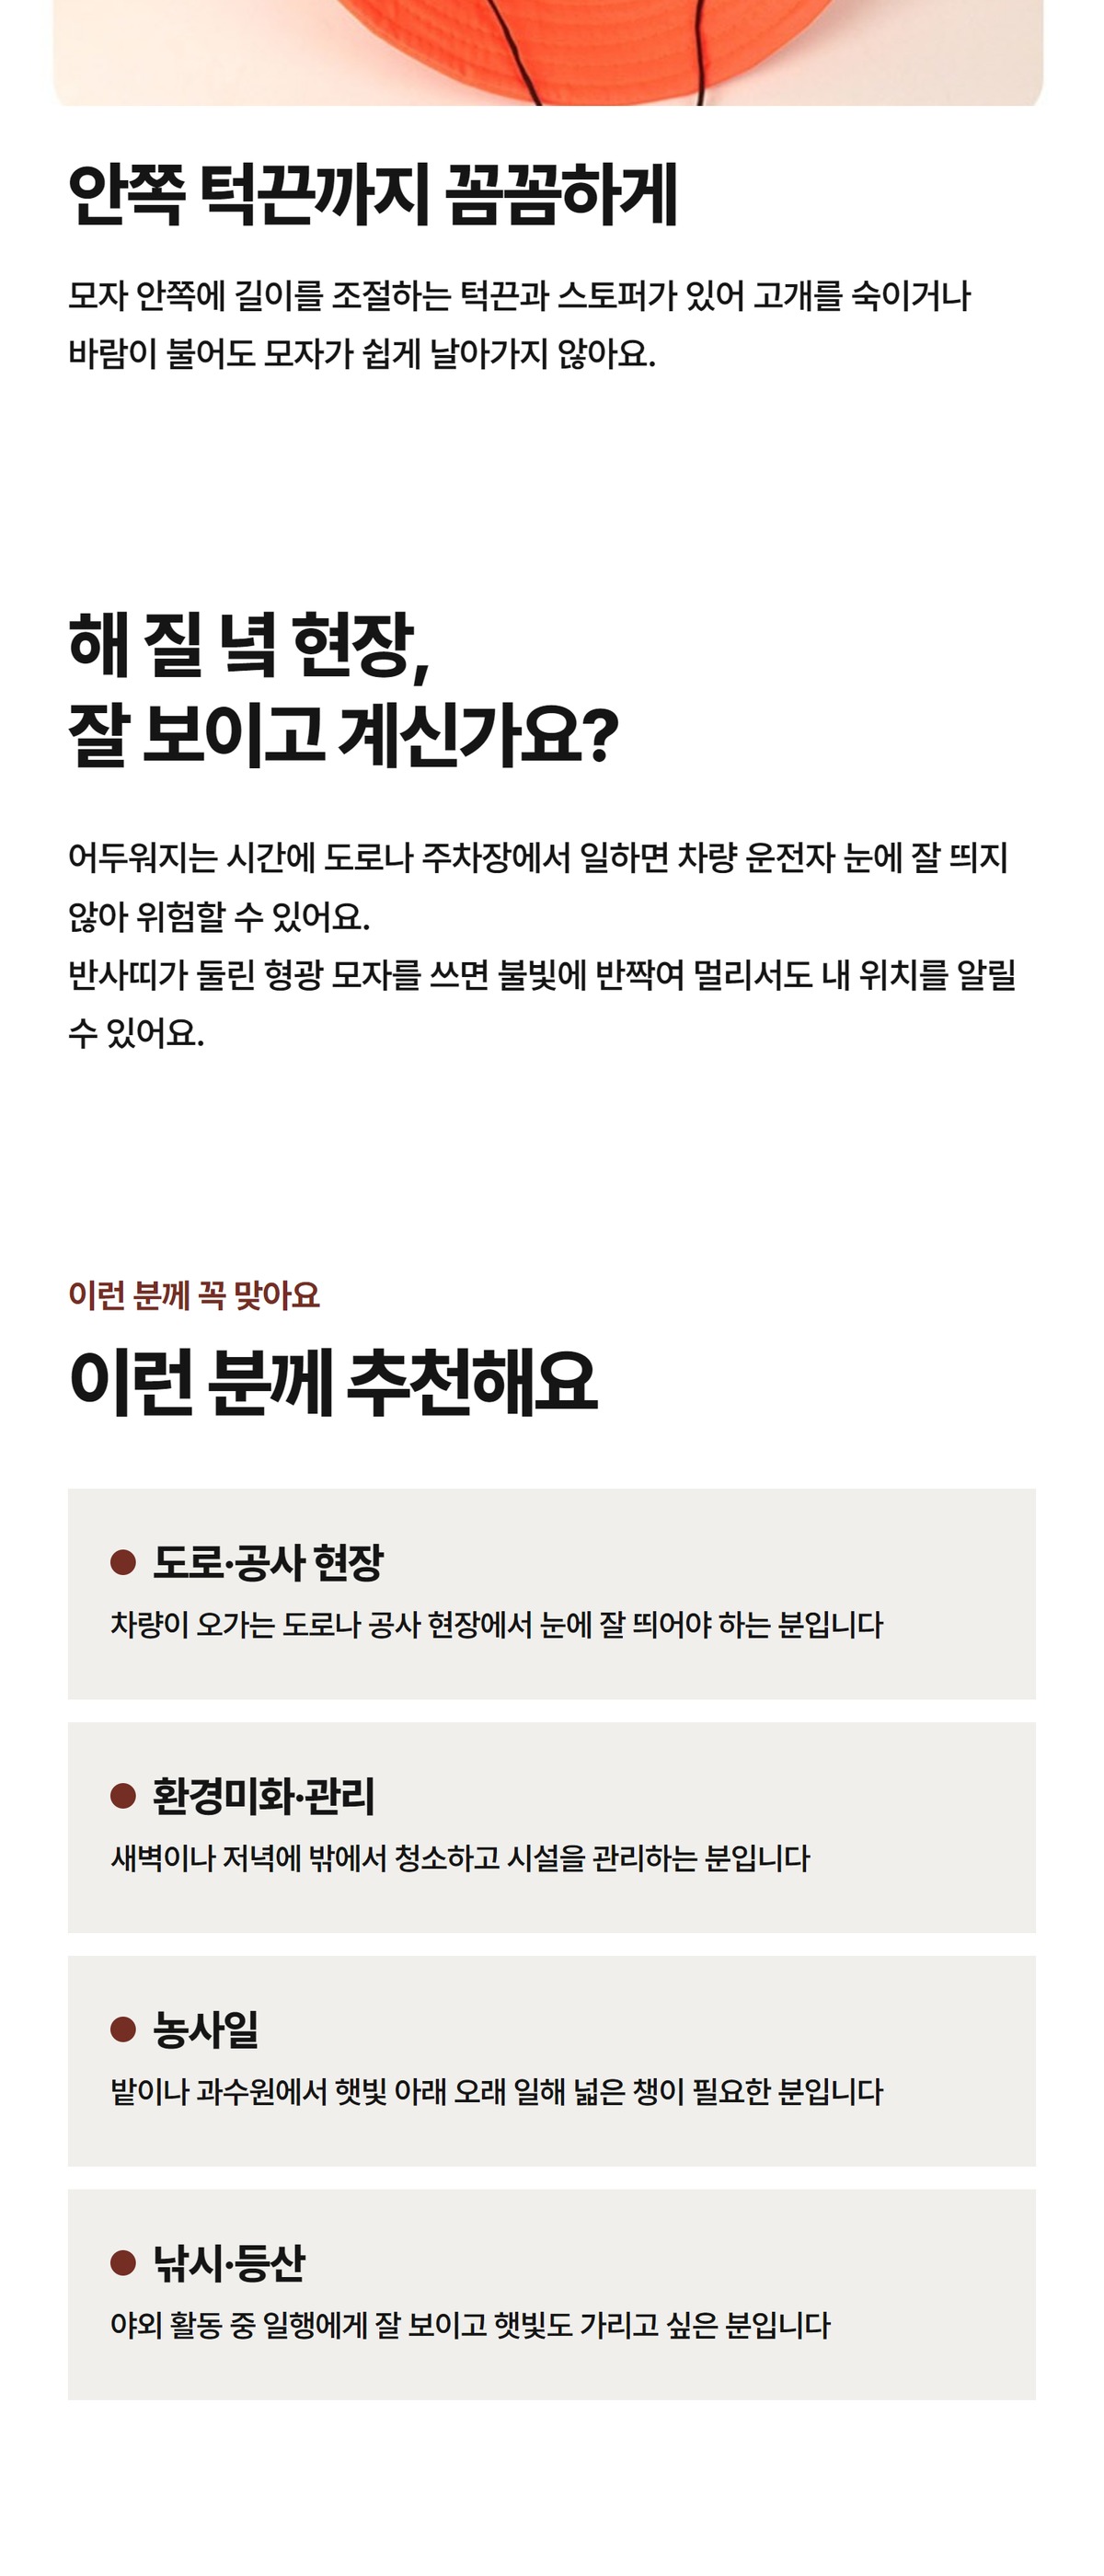 안쪽 턱끈까지 꼼꼼하게
모자 안쪽에 길이를 조절하는 턱끈과 스토퍼가 있어 고개를 숙이거나
바람이 불어도 모자가 쉽게 날아가지 않아요.
해 질 녘 현장,
잘 보이고 계신가요?
어두워지는 시간에 도로나 주차장에서 일하면 차량 운전자 눈에 잘 띄지
않아 위험할 수 있어요.
반사띠가 둘린 형광 모자를 쓰면 불빛에 반짝여 멀리서도 내 위치를 알릴
수 있어요.
이런 분께 꼭 맞아요
이런 분께 추천해요
도로·공사 현장
차량이 오가는 도로나 공사 현장에서 눈에 잘 띄어야 하는 분입니다
환경미화·관리
새벽이나 저녁에 밖에서 청소하고 시설을 관리하는 분입니다
농사일
밭이나 과수원에서 햇빛 아래 오래 일해 넓은 챙이 필요한 분입니다
낚시·등산
야외 활동 중 일행에게 잘 보이고 햇빛도 가리고 싶은 분입니다